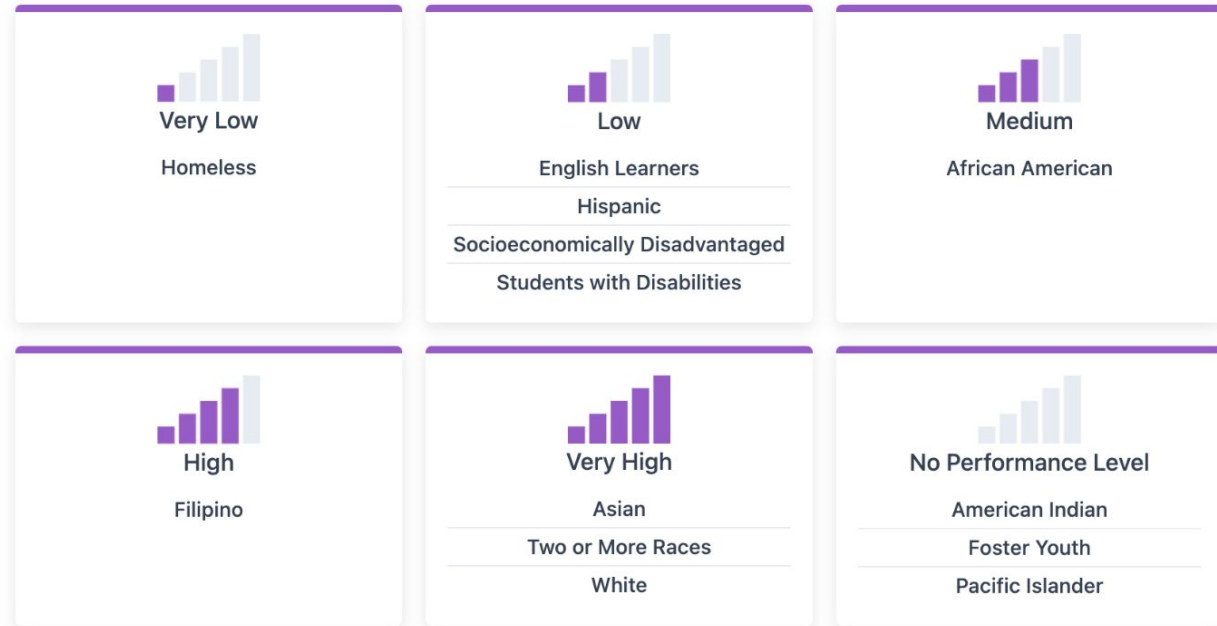 Very Low
Homeless
Low
English Learners
Hispanic
Socioeconomically Disadvantaged
Students with Disabilities
Medium
African American
High
Filipino
Very High
Asian
Two or More Races
White
No Performance Level
American Indian
Foster Youth
Pacific Islander